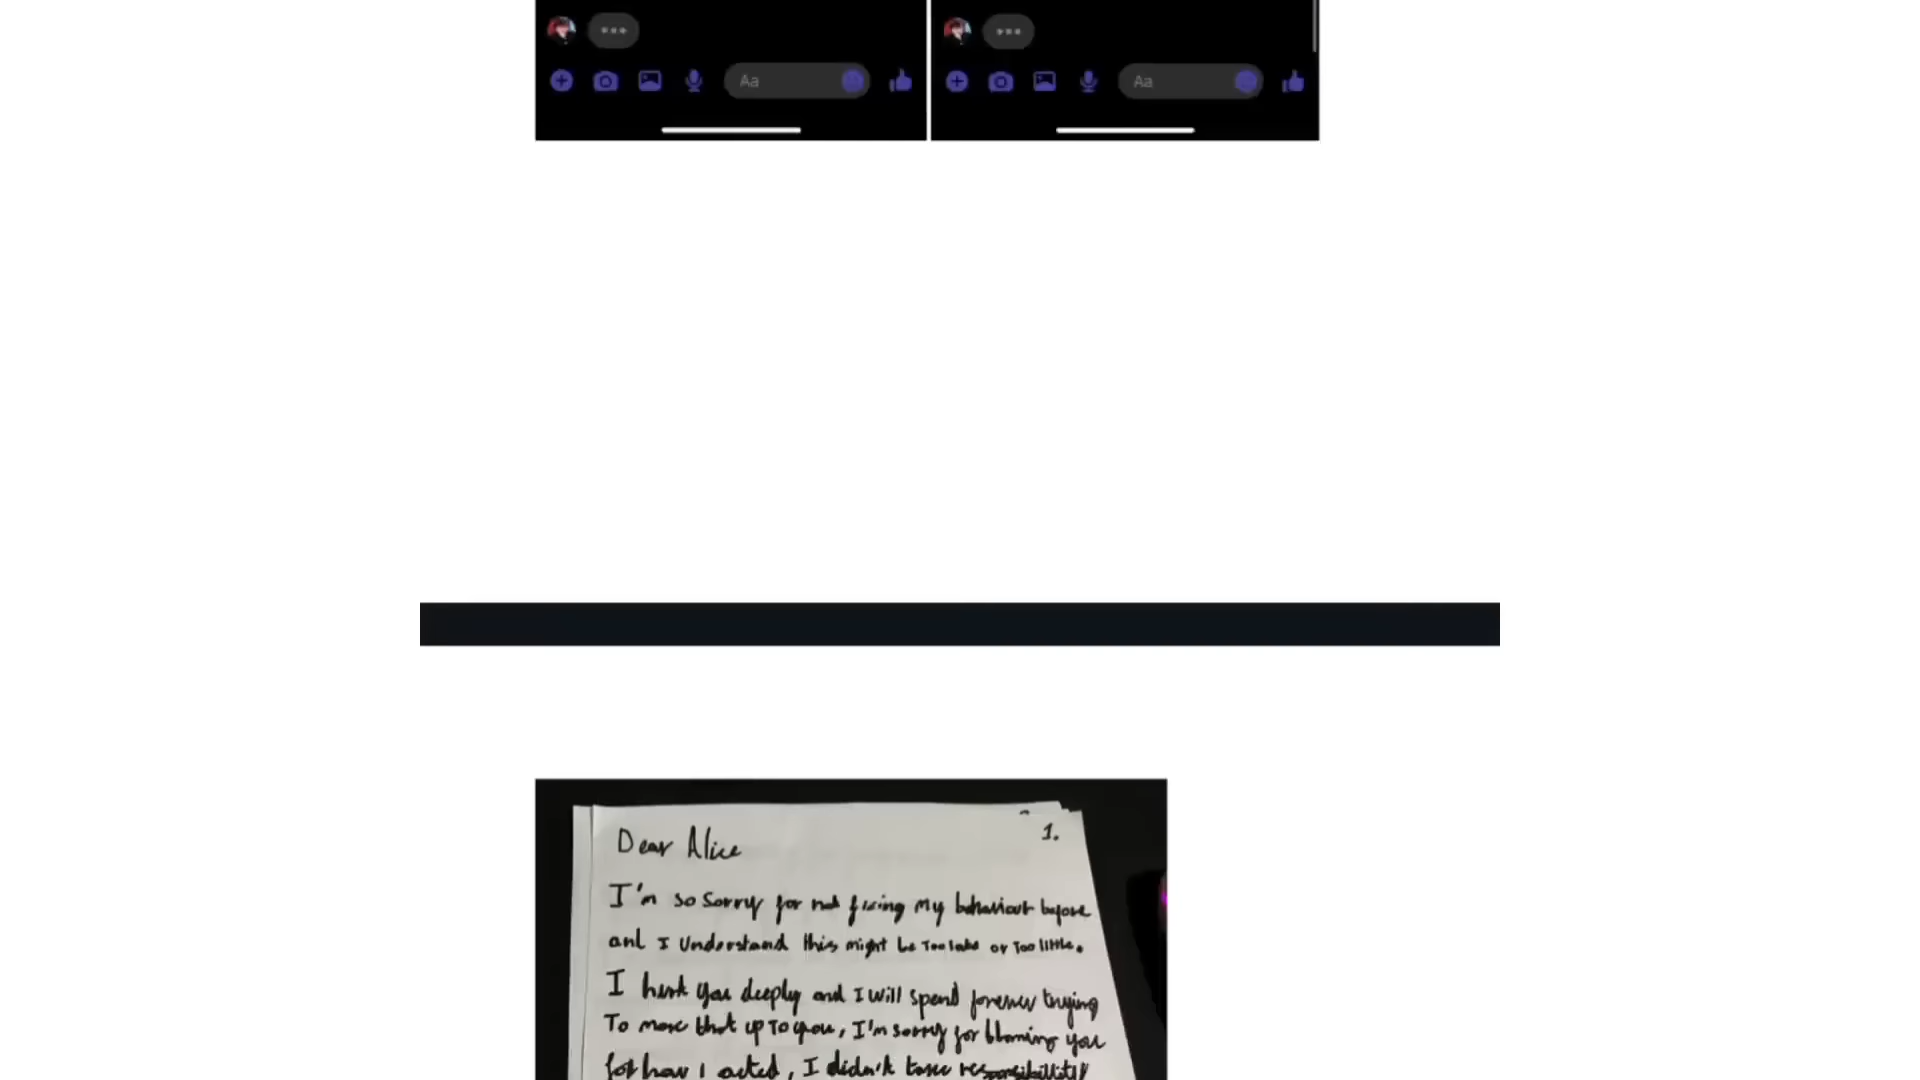 Aa
Aa
1.
Dear Alice
I'm so sorry for not fixing my behaviour before
and I understand this might be too late or too little.
I hurt you deeply and I will spend forever trying
To make that up To you, I'm sorry for blaming you
for how I acted, I didn't take responsibility